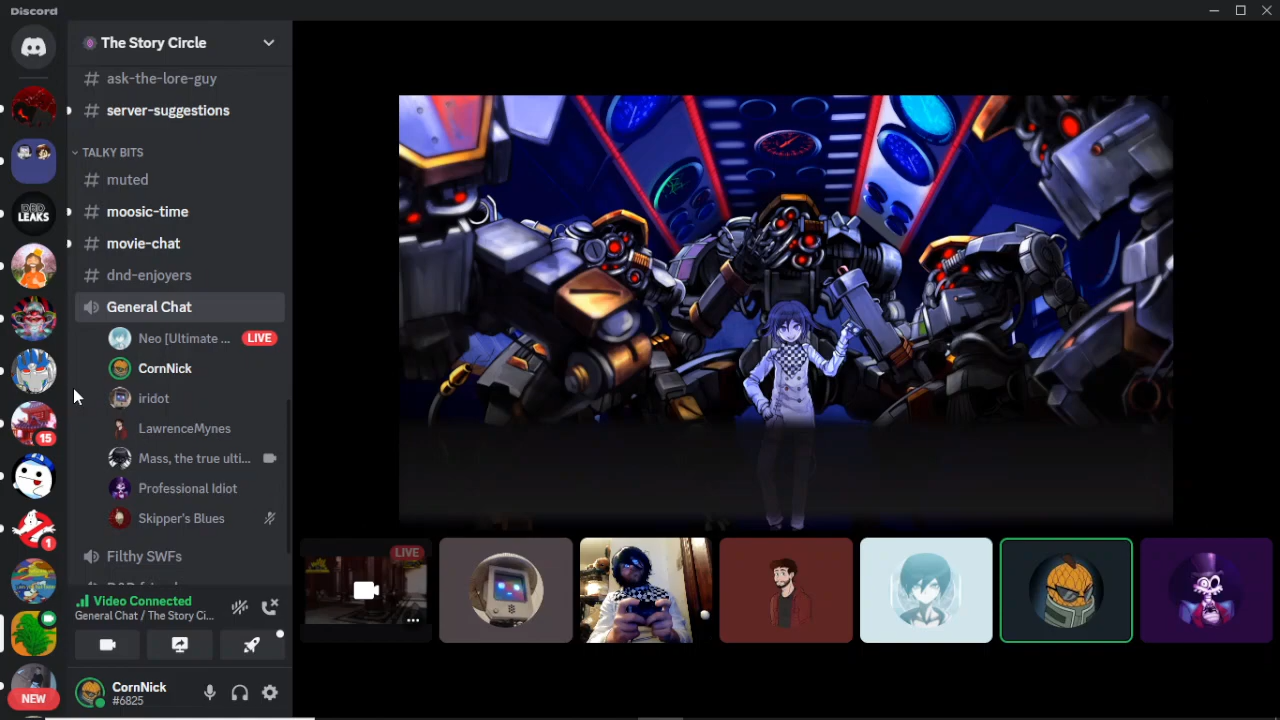 Discord
The Story Circle
ask-the-lore-guy
server-suggestions
TALKY BITS
muted
moosic-time
movie-chat
dnd-enjoyers
General Chat
Neo [Ultimate ... LIVE
CornNick
iridot
LawrenceMynes
Mass, the true ulti...
Professional Idiot
Skipper's Blues
Filthy SWFs
Video Connected
General Chat / The Story Ci...
CornNick
#6825
DBD
LEAKS
15
1
NEW
LIVE